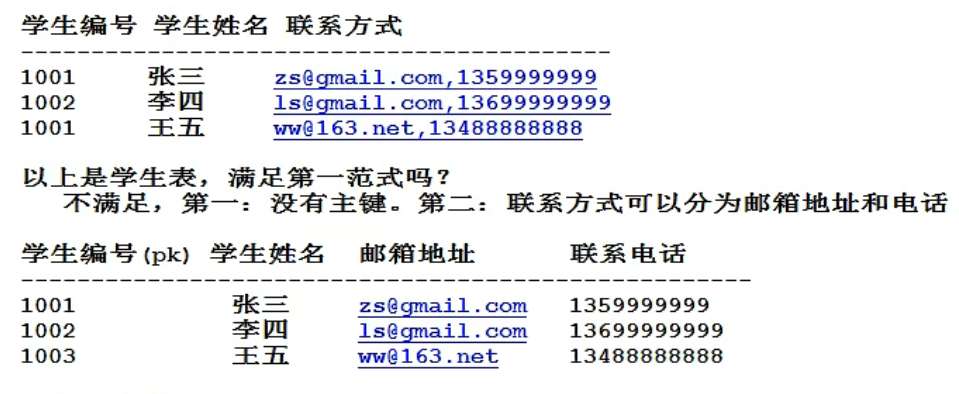 学生编号 学生姓名 联系方式
---------------------------------------------
1001 张三 zs@gmail.com,1359999999
1002 李四 ls@gmail.com,13699999999
1001 王五 ww@163.net,13488888888
以上是学生表，满足第一范式吗？
不满足，第一：没有主键。第二：联系方式可以分为邮箱地址和电话
学生编号(pk) 学生姓名 邮箱地址 联系电话
--------------------------------------------------------
1001 张三 zs@gmail.com 1359999999
1002 李四 ls@gmail.com 13699999999
1003 王五 ww@163.net 13488888888